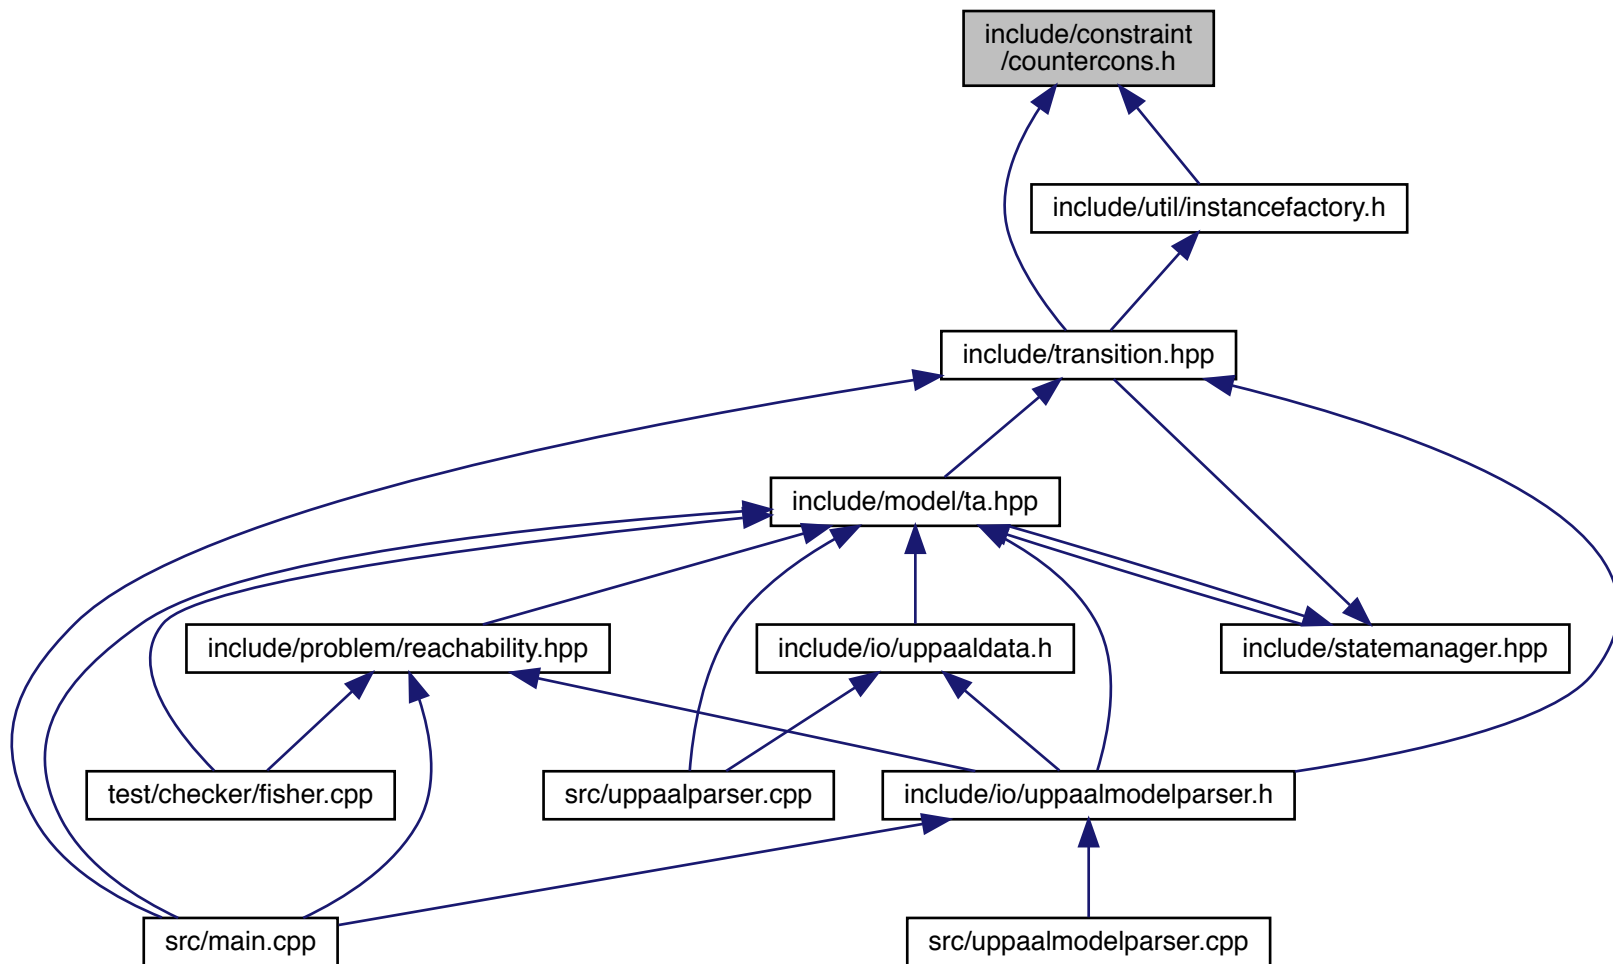 include/constraint
/countercons.h
include/util/instancefactory.h
include/transition.hpp
include/model/ta.hpp
include/problem/reachability.hpp
include/io/uppaaldata.h
include/statemanager.hpp
test/checker/fisher.cpp
src/uppaalparser.cpp
include/io/uppaalmodelparser.h
src/main.cpp
src/uppaalmodelparser.cpp